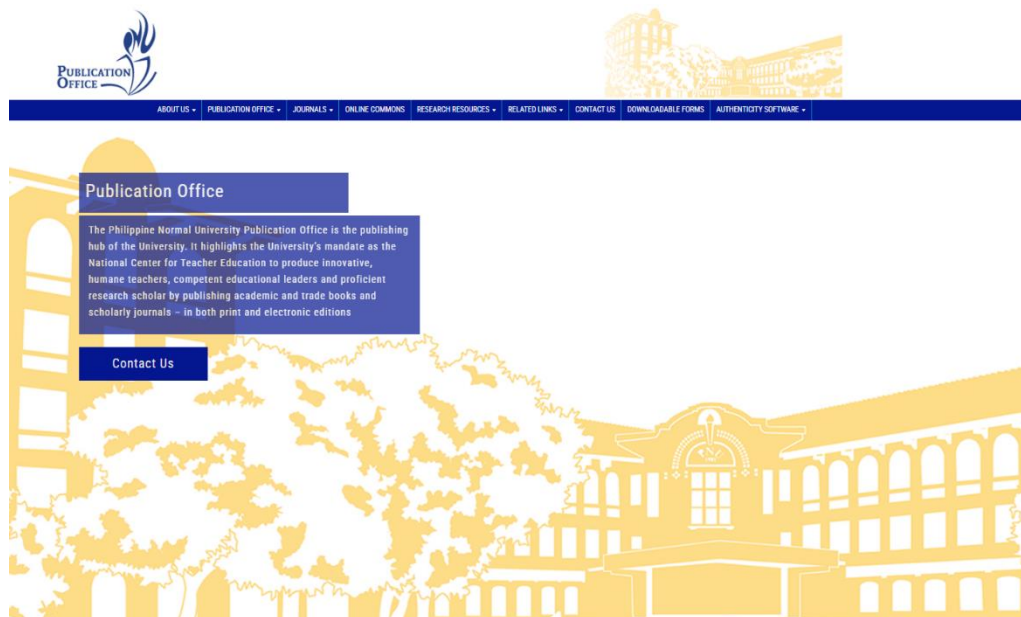 PNU
PUBLICATION
OFFICE
ABOUT US
PUBLICATION OFFICE
JOURNALS
ONLINE COMMONS
RESEARCH RESOURCES
RELATED LINKS
CONTACT US
DOWNLOADABLE FORMS
AUTHENTICITY SOFTWARE
Publication Office
The Philippine Normal University Publication Office is the publishing
hub of the University. It highlights the University’s mandate as the
National Center for Teacher Education to produce innovative,
humane teachers, competent educational leaders and proficient
research scholar by publishing academic and trade books and
scholarly journals – in both print and electronic editions
Contact Us
PNU